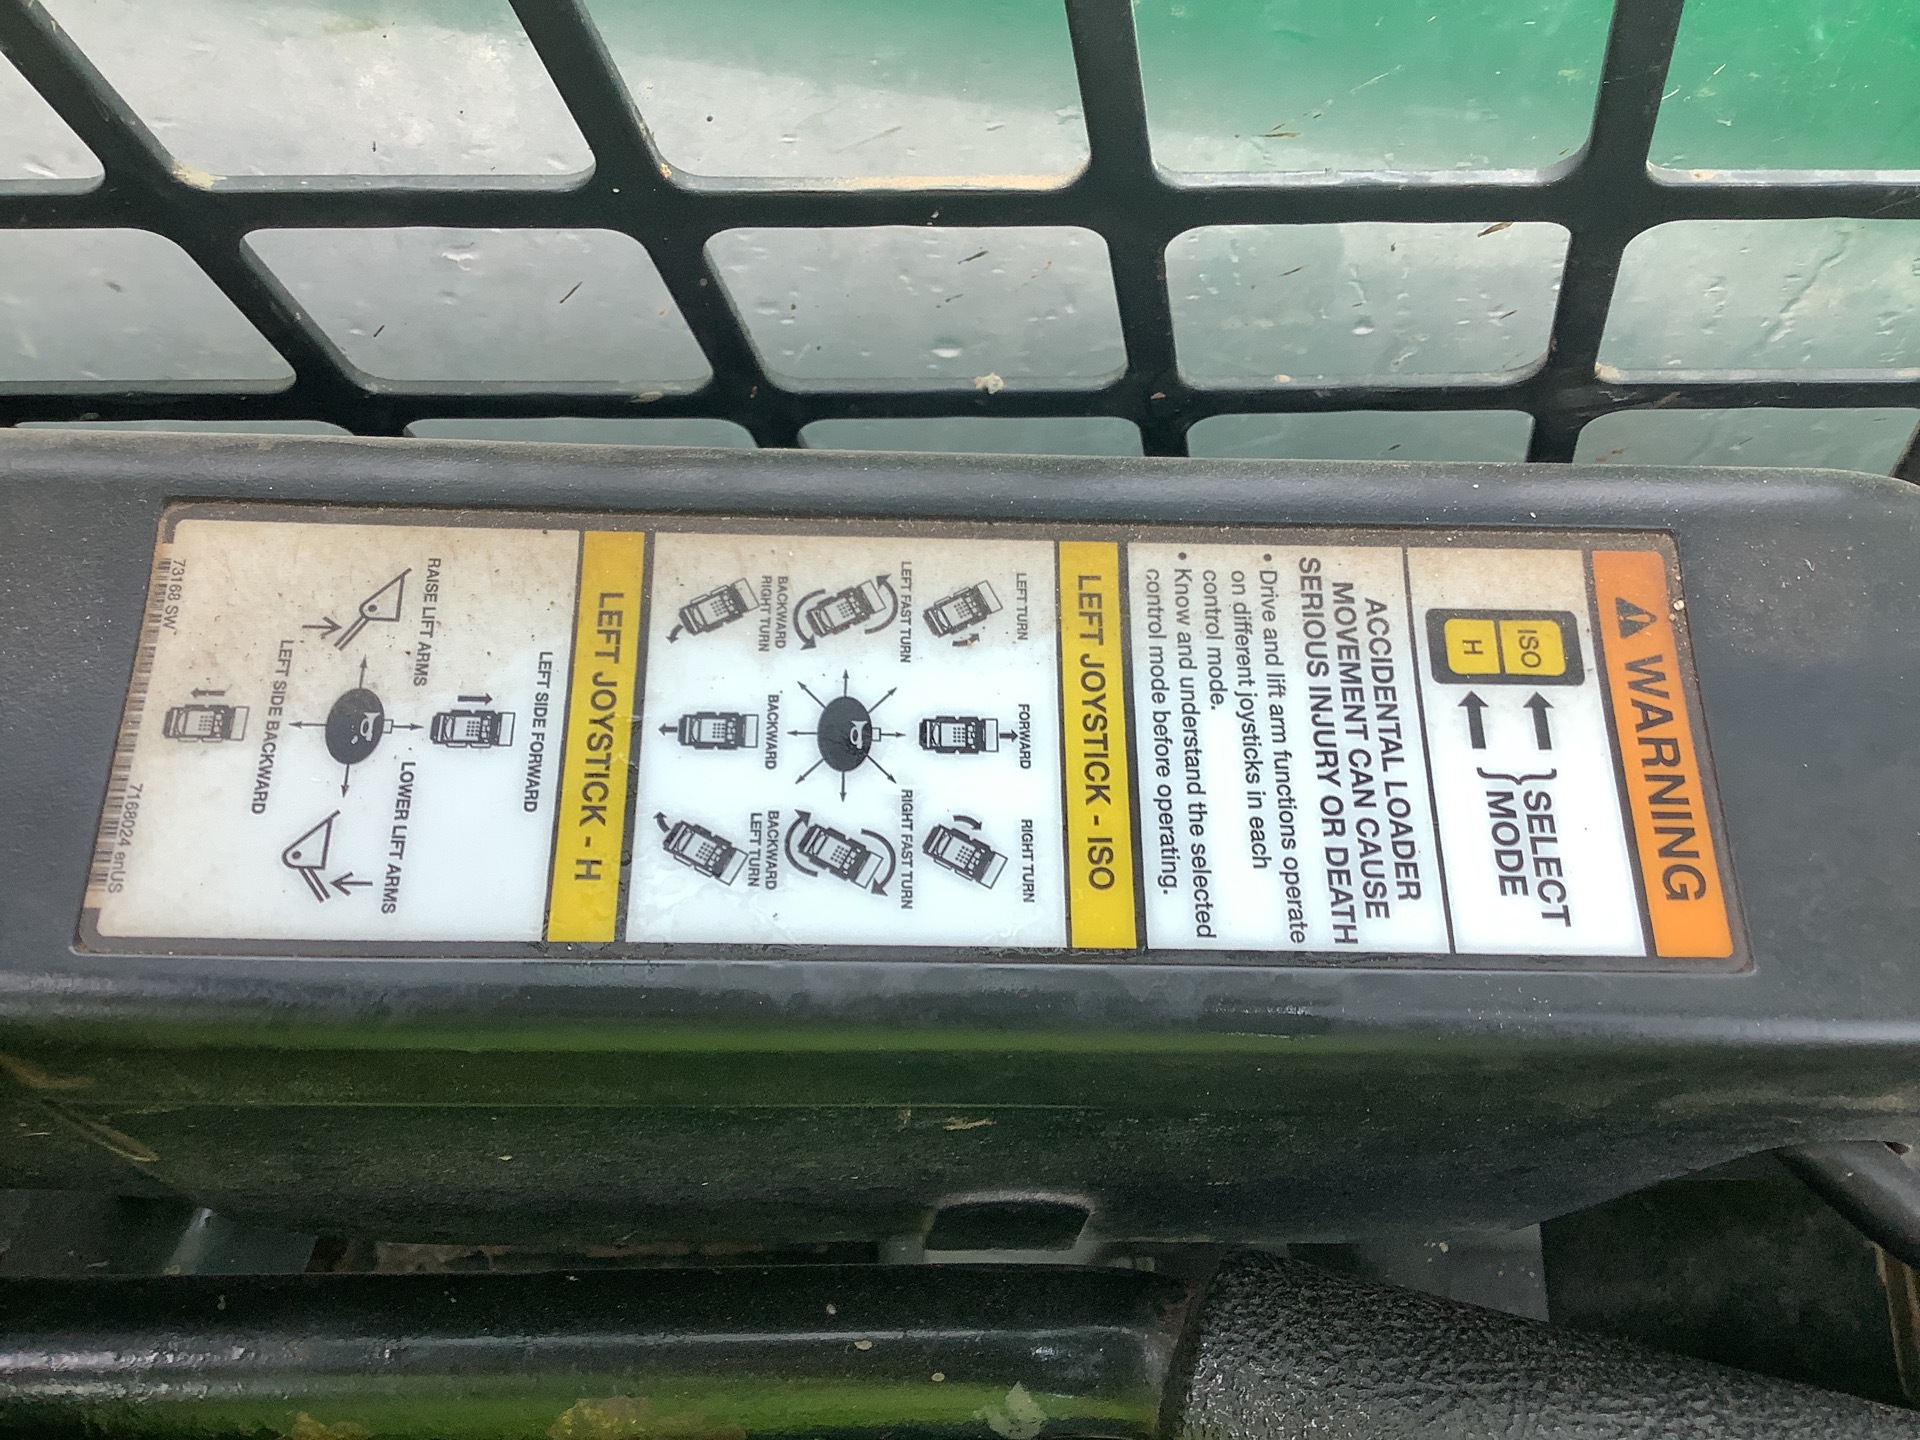 WARNING
ISO
H
SELECT
MODE
ACCIDENTAL LOADER
MOVEMENT CAN CAUSE
SERIOUS INJURY OR DEATH
• Drive and lift arm functions operate
on different joysticks in each
control mode.
• Know and understand the selected
control mode before operating.
LEFT JOYSTICK - ISO
LEFT TURN
FORWARD
RIGHT TURN
LEFT FAST TURN
RIGHT FAST TURN
BACKWARD
RIGHT TURN
BACKWARD
BACKWARD
LEFT TURN
LEFT JOYSTICK - H
LEFT SIDE FORWARD
RAISE LIFT ARMS
LOWER LIFT ARMS
LEFT SIDE BACKWARD
73168 SW
7168024 enUS